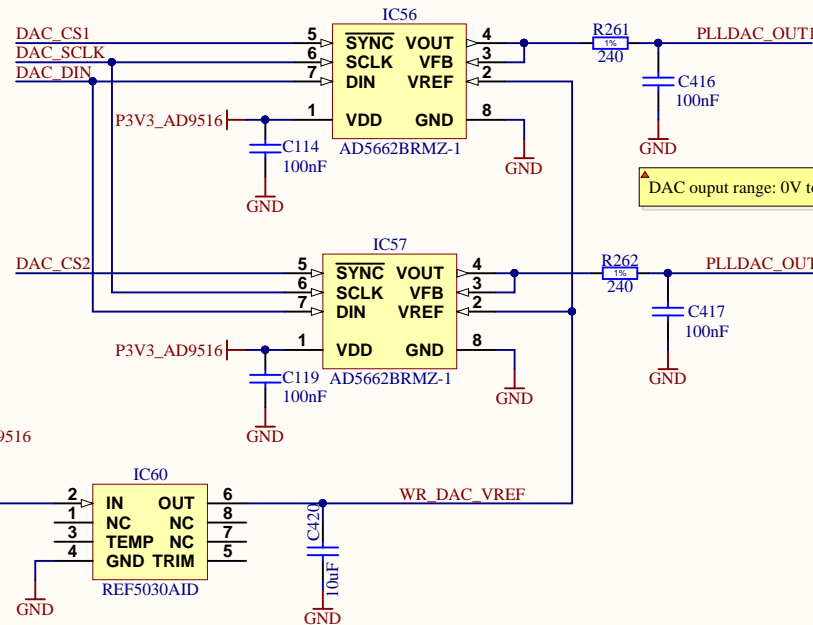 IC56
DAC_CS1 5 SYNC VOUT 4 R261 PLLDAC_OUT1
DAC_SCLK 6 SCLK VFB 3 1%
DAC_DIN 7 DIN VREF 2 240
C416
100nF
P3V3_AD9516 1 VDD GND 8
C114 AD5662BRMZ-1 GND
100nF GND
GND
DAC ouput range: 0V t
IC57
DAC_CS2 5 SYNC VOUT 4 R262 PLLDAC_OUT
6 SCLK VFB 3 1%
7 DIN VREF 2 240
C417
100nF
P3V3_AD9516 1 VDD GND 8
C119 AD5662BRMZ-1 GND
100nF GND
GND
9516
IC60
2 IN OUT 6 WR_DAC_VREF
1 NC NC 8 C420
3 TEMP NC 7
4 GND TRIM 5 10uF
REF5030AID
GND GND